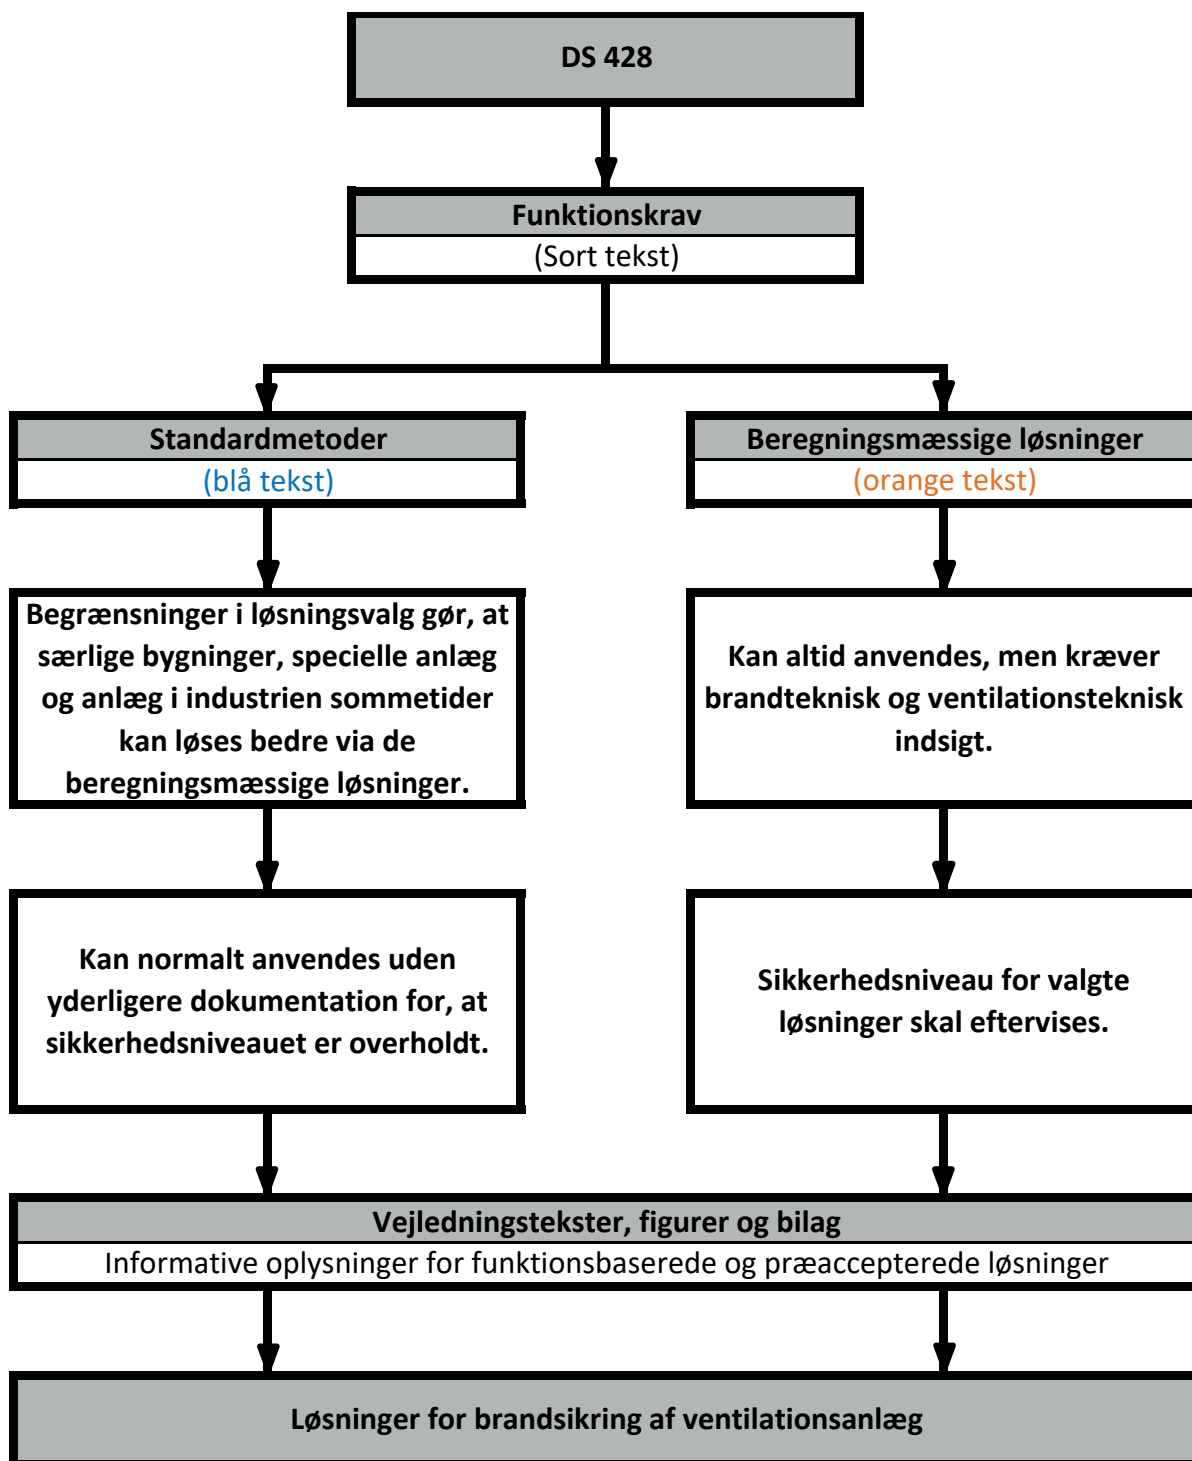 DS 428
Funktionskrav
(Sort tekst)
Standardmetoder
(blå tekst)
Beregningsmæssige løsninger
(orange tekst)
Begrænsninger i løsningsvalg gør, at
særlige bygninger, specielle anlæg
og anlæg i industrien sommetider
kan løses bedre via de
beregningsmæssige løsninger.
Kan altid anvendes, men kræver
brandteknisk og ventilationsteknisk
indsigt.
Kan normalt anvendes uden
yderligere dokumentation for, at
sikkerhedsniveauet er overholdt.
Sikkerhedsniveau for valgte
løsninger skal eftervises.
Vejledningstekster, figurer og bilag
Informative oplysninger for funktionsbaserede og præaccepterede løsninger
Løsninger for brandsikring af ventilationsanlæg